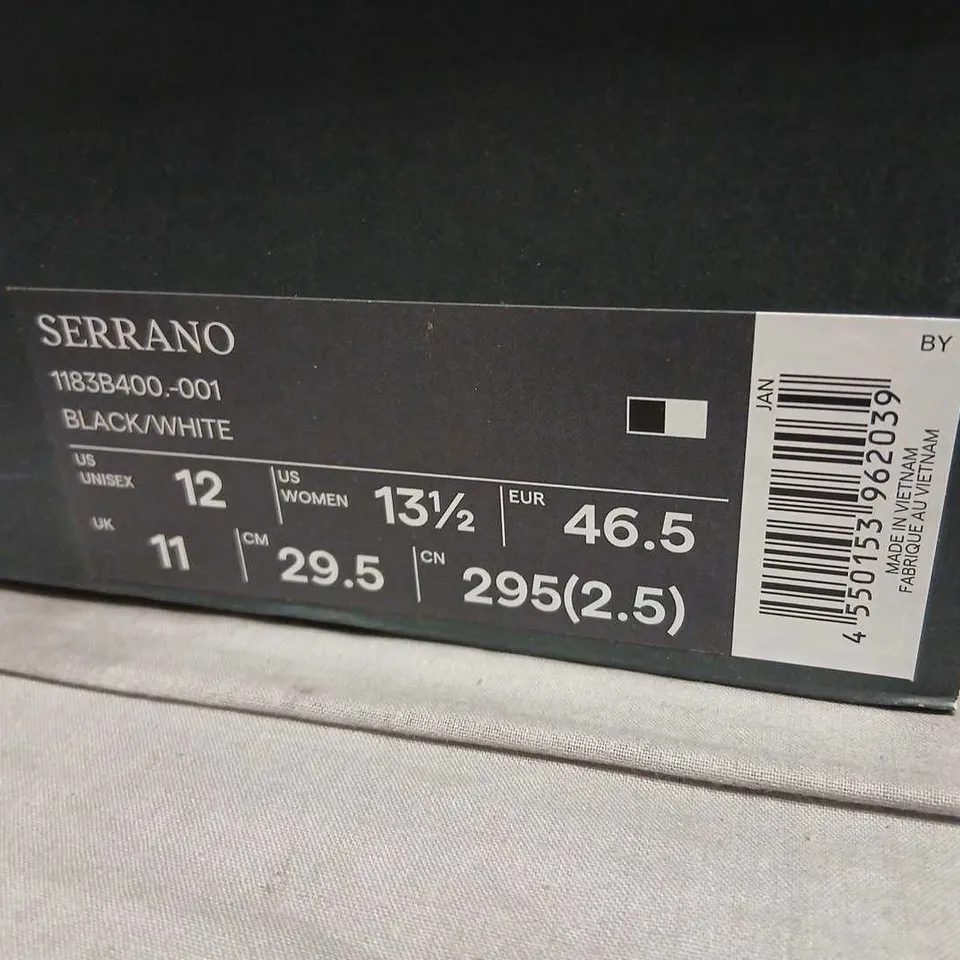 SERRANO
1183B400.-001
BLACK/WHITE
US UNISEX 12
US WOMEN 13½
EUR 46.5
UK 11
CM 29.5
CN 295(2.5)
BY
JAN
4 550153 962039
MADE IN VIETNAM
FABRIQUE AU VIETNAM